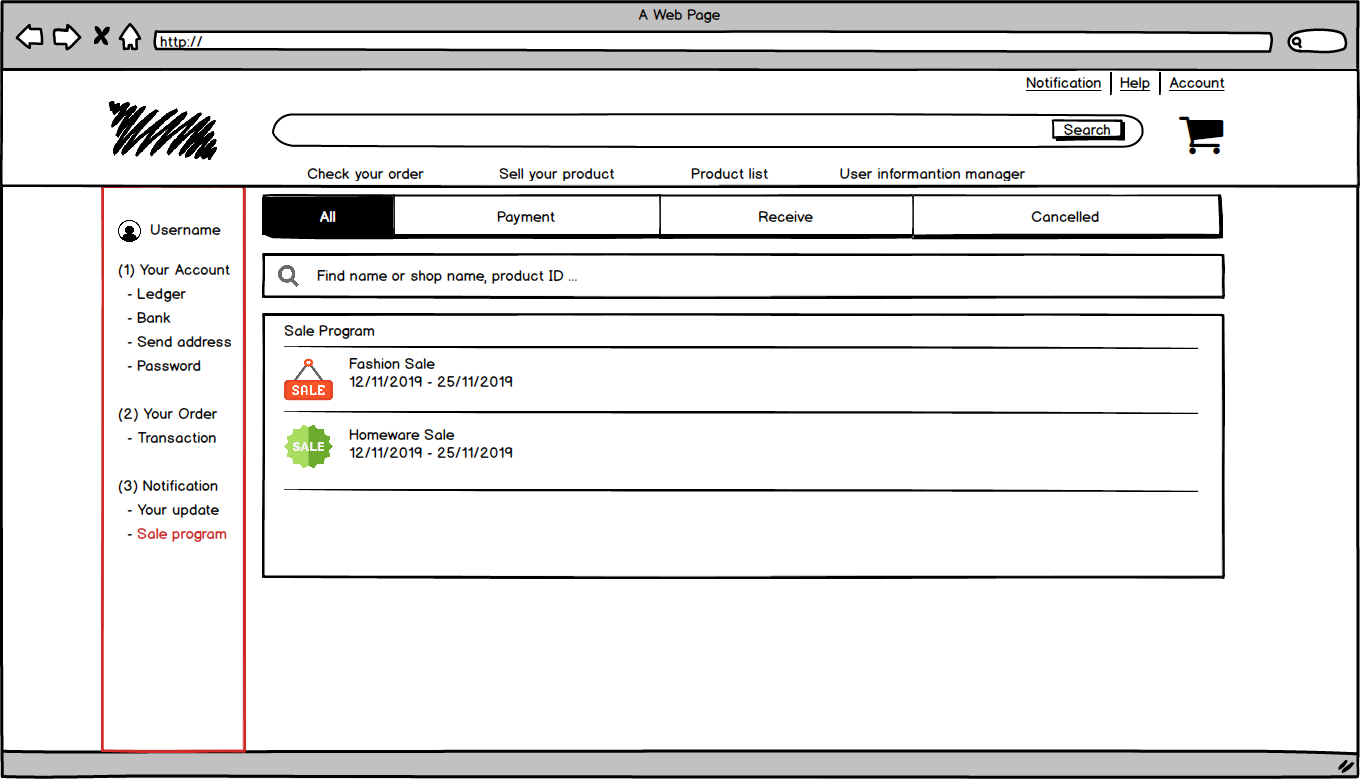 A Web Page
http://
Notification Help Account
Search
Check your order Sell your product Product list User informantion manager
All Payment Receive Cancelled
Username
Find name or shop name, product ID ...
(1) Your Account
- Ledger
- Bank
- Send address
- Password
(2) Your Order
- Transaction
(3) Notification
- Your update
- Sale program
Sale Program
SALE
Fashion Sale
12/11/2019 - 25/11/2019
SALE
Homeware Sale
12/11/2019 - 25/11/2019